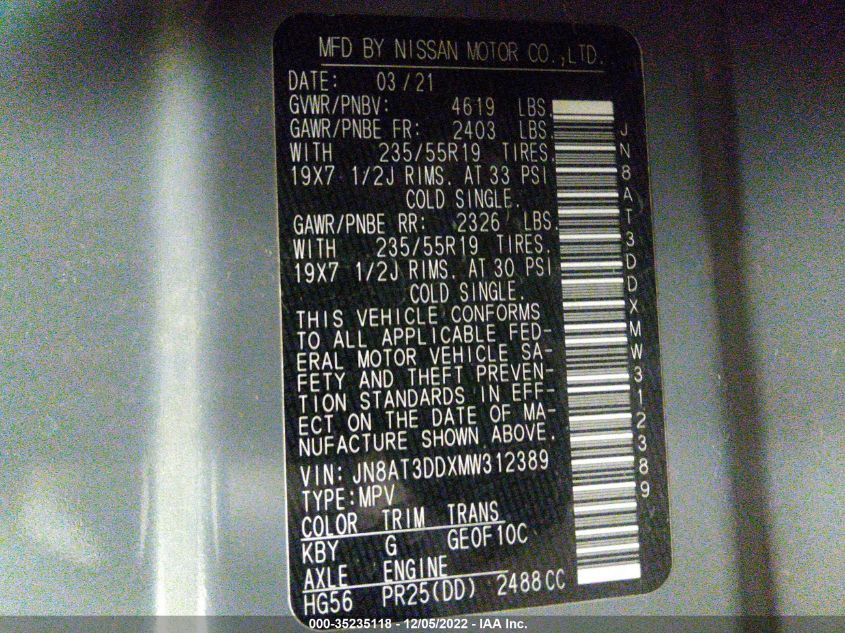 MFD BY NISSAN MOTOR CO.,LTD.
DATE: 03/21
GVWR/PNBV: 4619 LBS.
GAWR/PNBE FR: 2403 LBS.
WITH 235/55R19 TIRES.
19X7 1/2J RIMS. AT 33 PSI
COLD SINGLE.
GAWR/PNBE RR: 2326 LBS.
WITH 235/55R19 TIRES.
19X7 1/2J RIMS. AT 30 PSI
COLD SINGLE.
THIS VEHICLE CONFORMS
TO ALL APPLICABLE FED-
ERAL MOTOR VEHICLE SA-
FETY AND THEFT PREVEN-
TION STANDARDS IN EFF-
ECT ON THE DATE OF MA-
NUFACTURE SHOWN ABOVE.
VIN: JN8AT3DDXMW312389
TYPE:MPV
COLOR TRIM TRANS
KBY G GE0F10C
AXLE ENGINE
HG56 PR25(DD) 2488CC
JN8AT3DDXMW312389
000-35235118 - 12/05/2022 - IAA Inc.